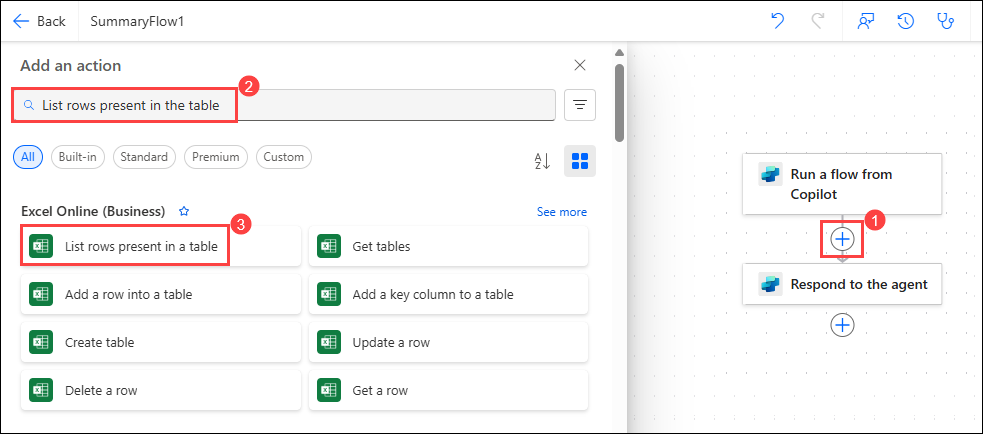 Back
SummaryFlow1
Add an action
2
List rows present in the table
All
Built-in
Standard
Premium
Custom
A
Z
Excel Online (Business)
See more
3
List rows present in a table
Get tables
Add a row into a table
Add a key column to a table
Create table
Update a row
Delete a row
Get a row
Run a flow from
Copilot
1
Respond to the agent